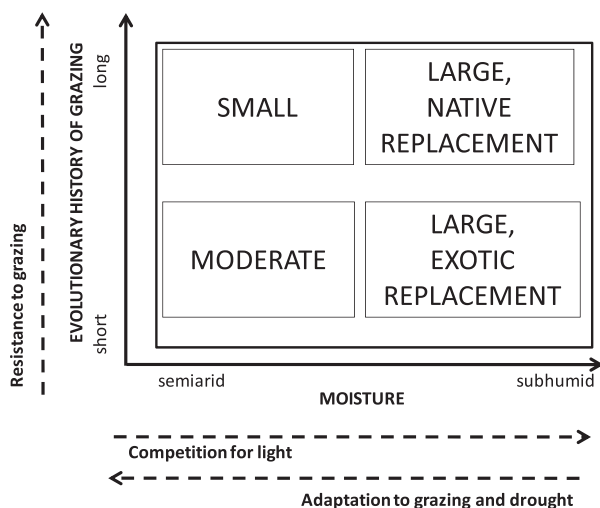 Resistance to grazing
EVOLUTIONARY HISTORY OF GRAZING
long
short
SMALL
LARGE,
NATIVE
REPLACEMENT
MODERATE
LARGE,
EXOTIC
REPLACEMENT
semiarid
subhumid
MOISTURE
Competition for light
Adaptation to grazing and drought